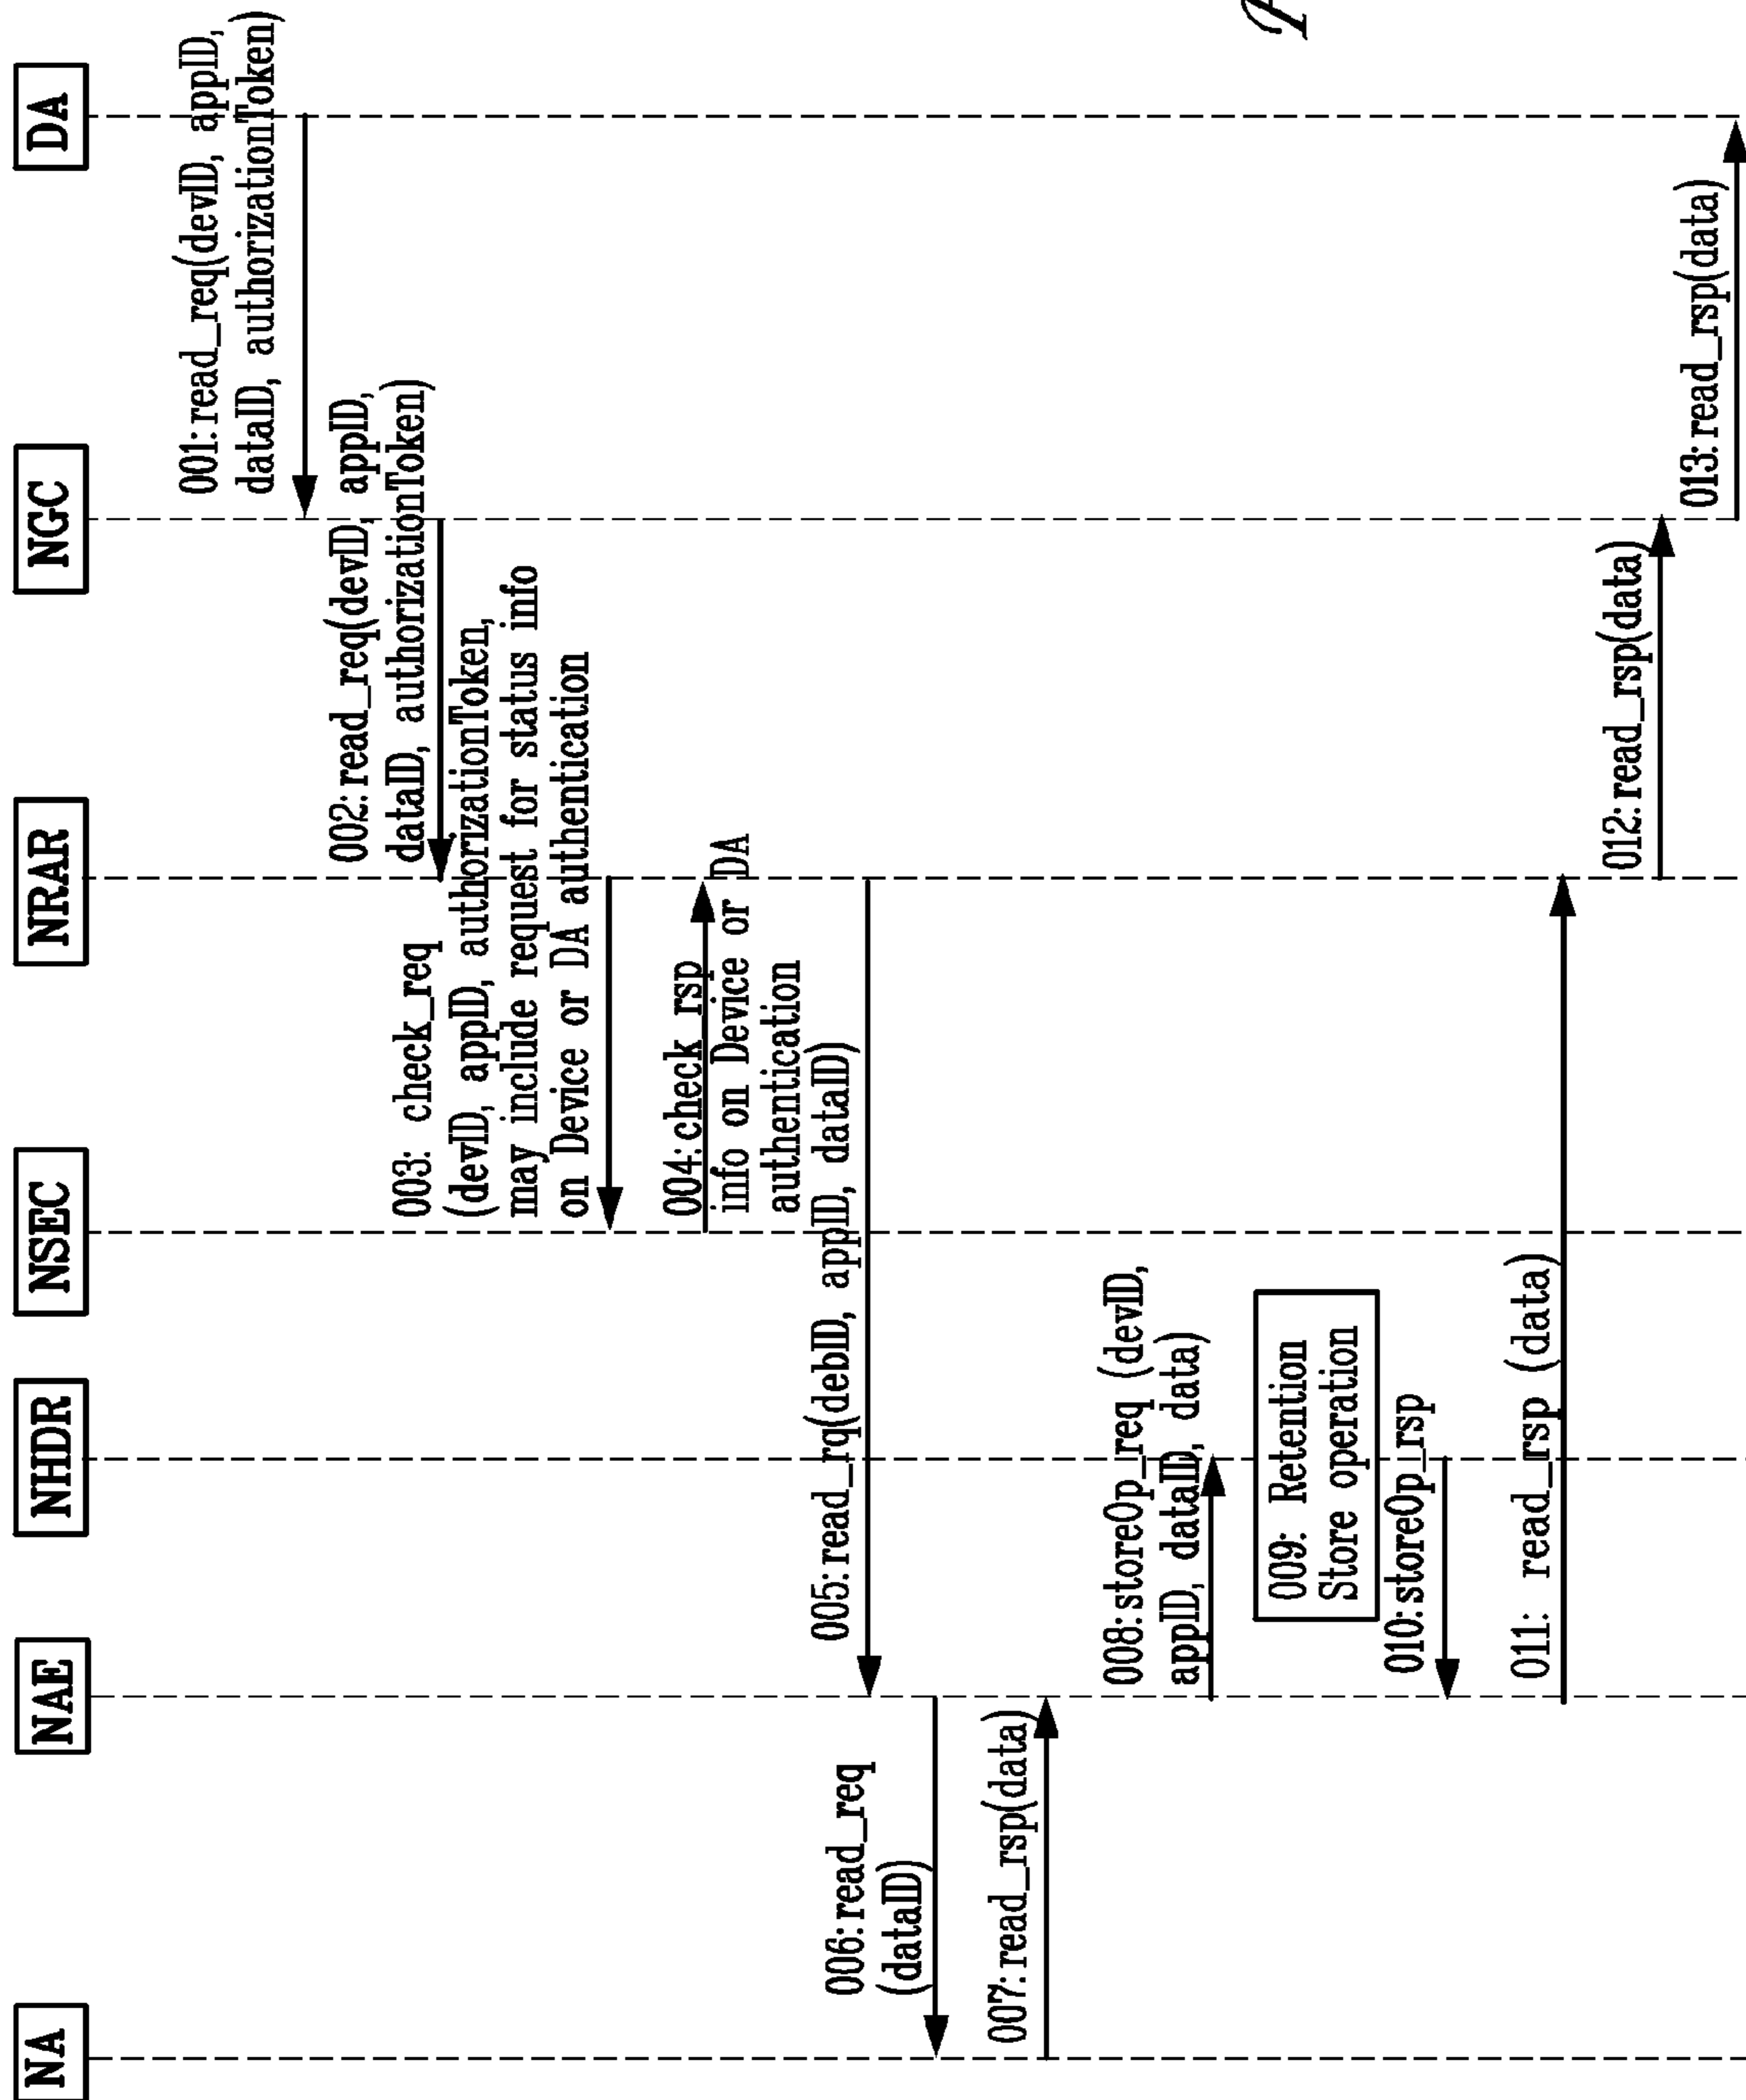 NA
NAE
NHDR
NSEC
NRAR
NGC
DA
001:read_req(devID, appID,
dataID, authorizationToken)
002:read_req(devID, appID,
dataID, authorizationToken)
003: check_req
(devID, appID, authorizationToken,
may include request for status info
on Device or DA authentication
004:check_rsp
info on Device or DA
authentication
005:read_rq(debID, appID, dataID)
006:read_req
(dataID)
007:read_rsp(data)
008:storeOp_req (devID,
appID, dataID, data)
009: Retention
Store operation
010:storeOp_rsp
011: read_rsp (data)
012:read_rsp(data)
013:read_rsp(data)